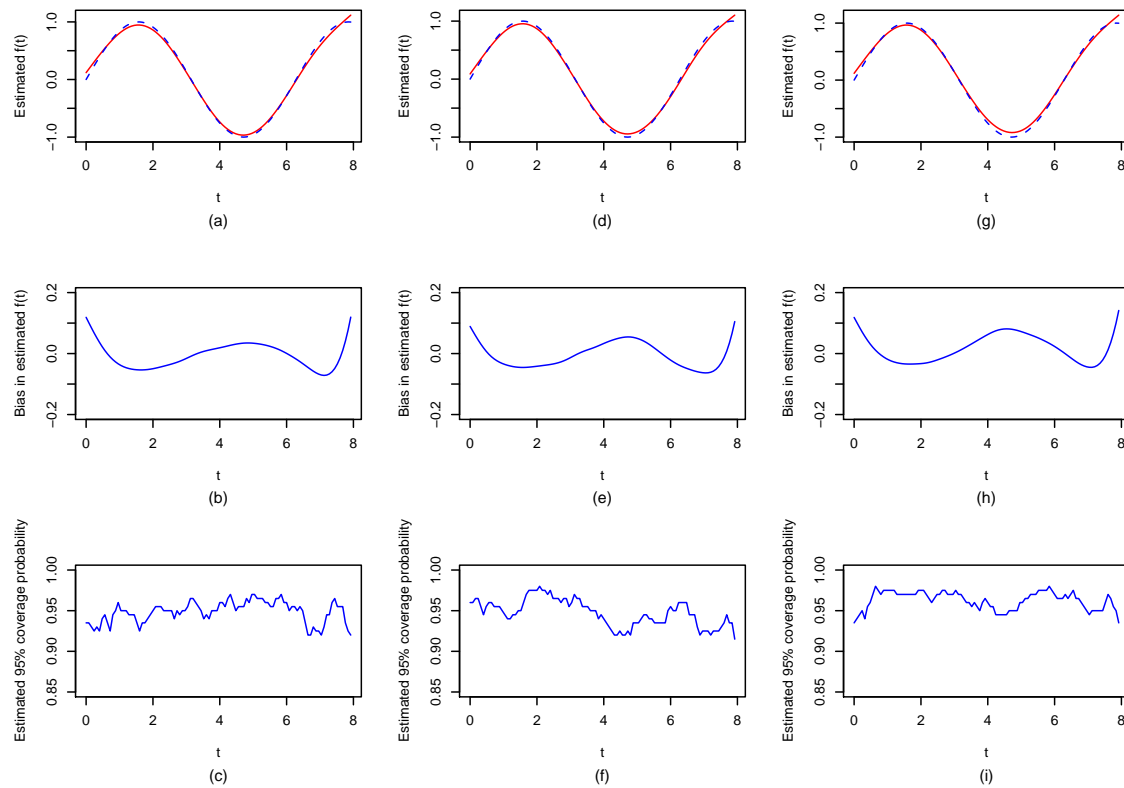 Estimated f(t)
1.0
0.0
−1.0
0 2 4 6 8
t
(a)
Estimated f(t)
1.0
0.0
−1.0
0 2 4 6 8
t
(d)
Estimated f(t)
1.0
0.0
−1.0
0 2 4 6 8
t
(g)
Bias in estimated f(t)
0.2
0.0
−0.2
0 2 4 6 8
t
(b)
Bias in estimated f(t)
0.2
0.0
−0.2
0 2 4 6 8
t
(e)
Bias in estimated f(t)
0.2
0.0
−0.2
0 2 4 6 8
t
(h)
Estimated 95% coverage probability
1.00
0.95
0.90
0.85
0 2 4 6 8
t
(c)
Estimated 95% coverage probability
1.00
0.95
0.90
0.85
0 2 4 6 8
t
(f)
Estimated 95% coverage probability
1.00
0.95
0.90
0.85
0 2 4 6 8
t
(i)